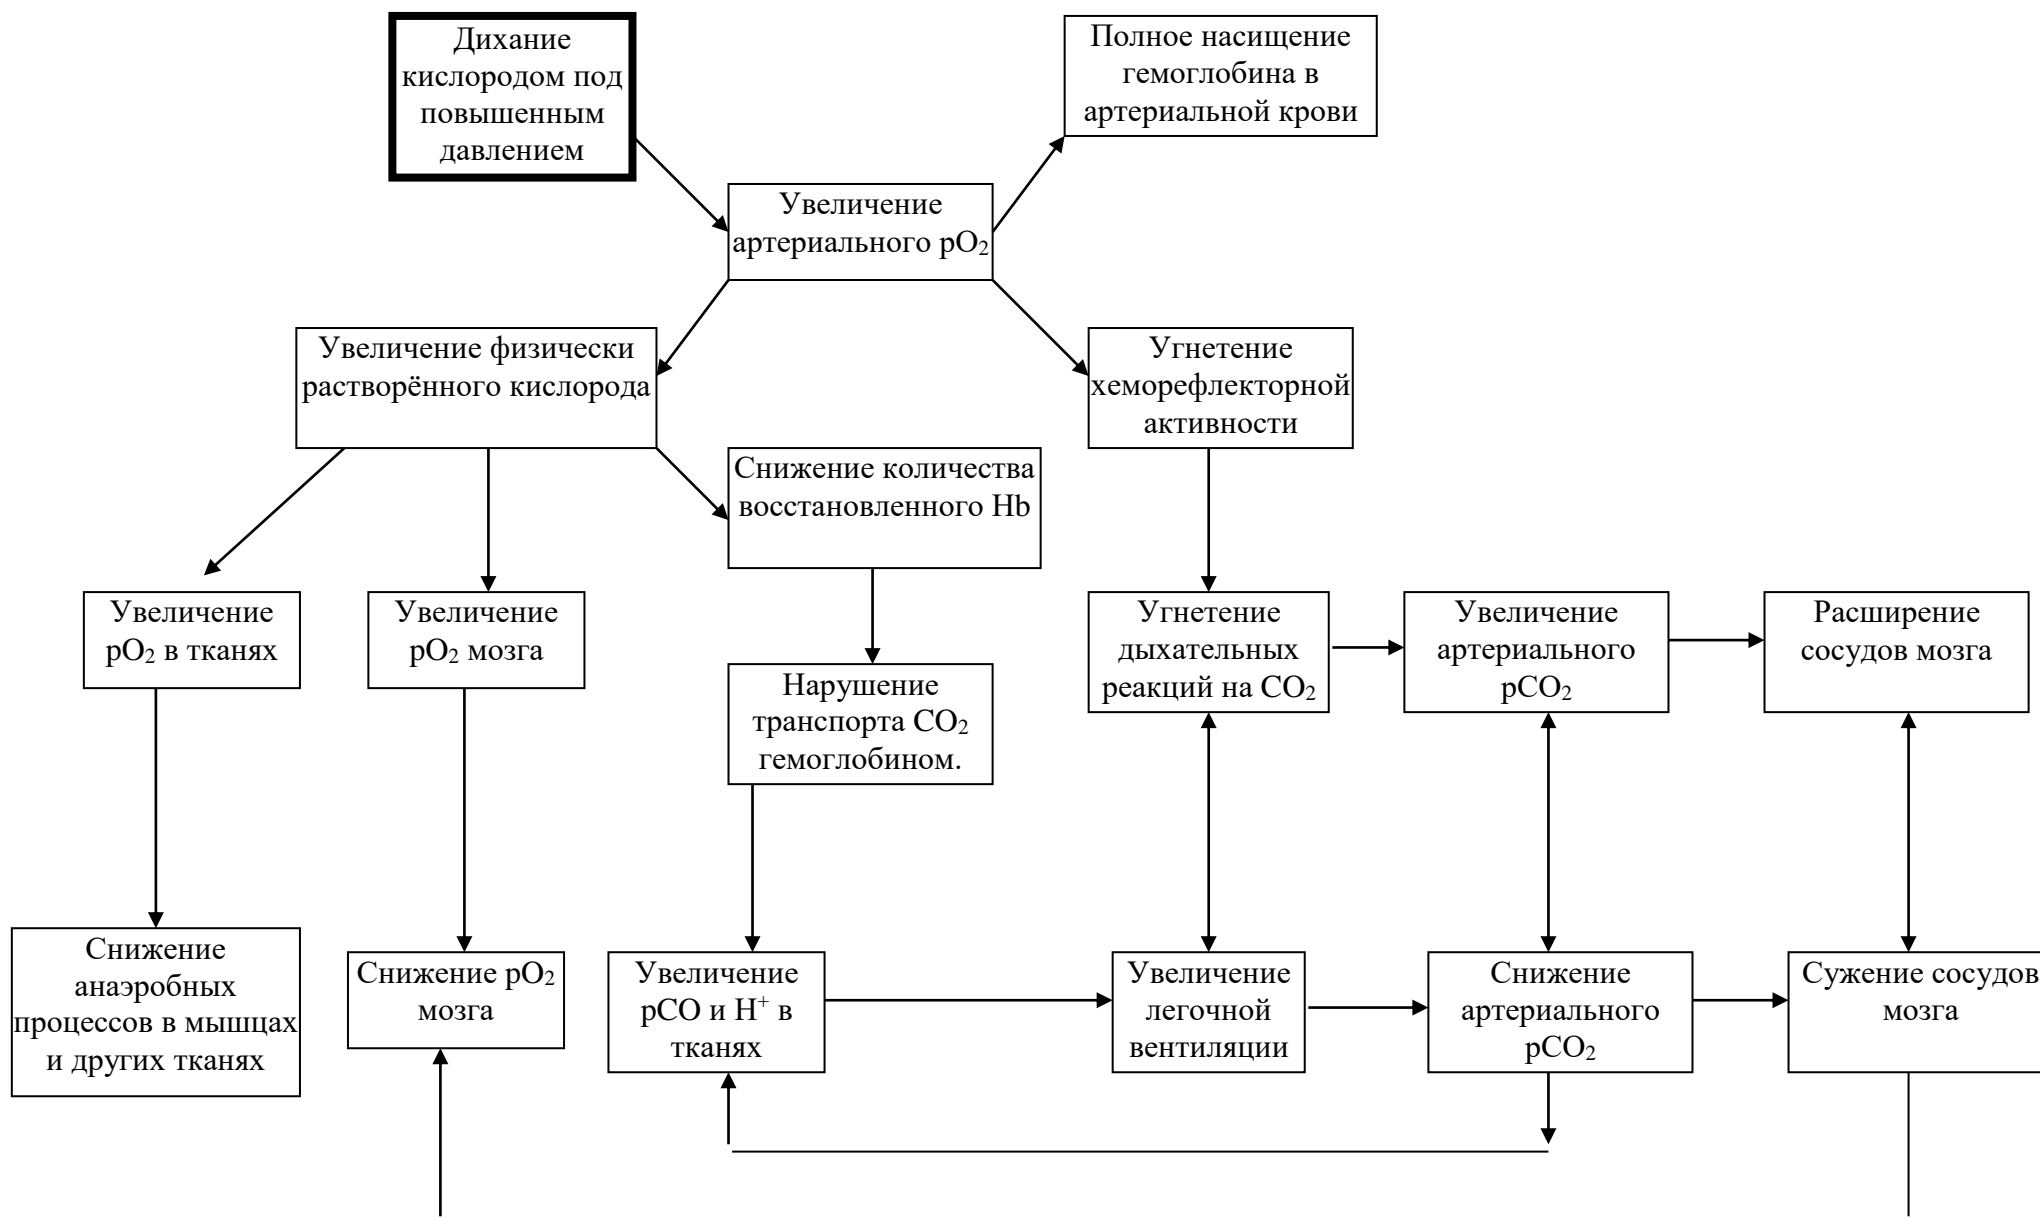 Дихание
кислородом под
повышенным
давлением
Полное насищение
гемоглобина в
артериальной крови
Увеличение
артериального pO₂
Увеличение физически
растворённого кислорода
Угнетение
хеморефлекторной
активности
Снижение количества
восстановленного Hb
Увеличение
pO₂ в тканях
Увеличение
pO₂ мозга
Нарушение
транспорта CO₂
гемоглобином.
Угнетение
дыхательных
реакций на CO₂
Увеличение
артериального
pCO₂
Расширение
сосудов мозга
Снижение
анаэробных
процессов в мышцах
и других тканях
Снижение pO₂
мозга
Увеличение
pCO и H⁺ в
тканях
Увеличение
легочной
вентиляции
Снижение
артериального
pCO₂
Сужение сосудов
мозга